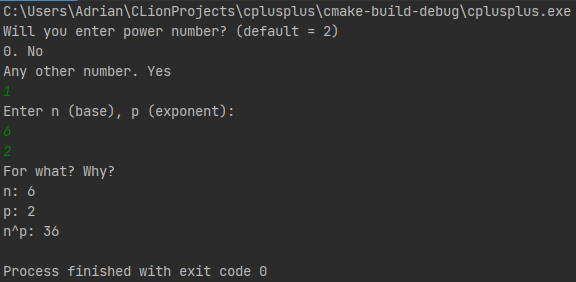 C:\Users\Adrian\CLionProjects\cplusplus\cmake-build-debug\cplusplus.exe
Will you enter power number? (default = 2)
0. No
Any other number. Yes
1
Enter n (base), p (exponent):
6
2
For what? Why?
n: 6
p: 2
n^p: 36
Process finished with exit code 0